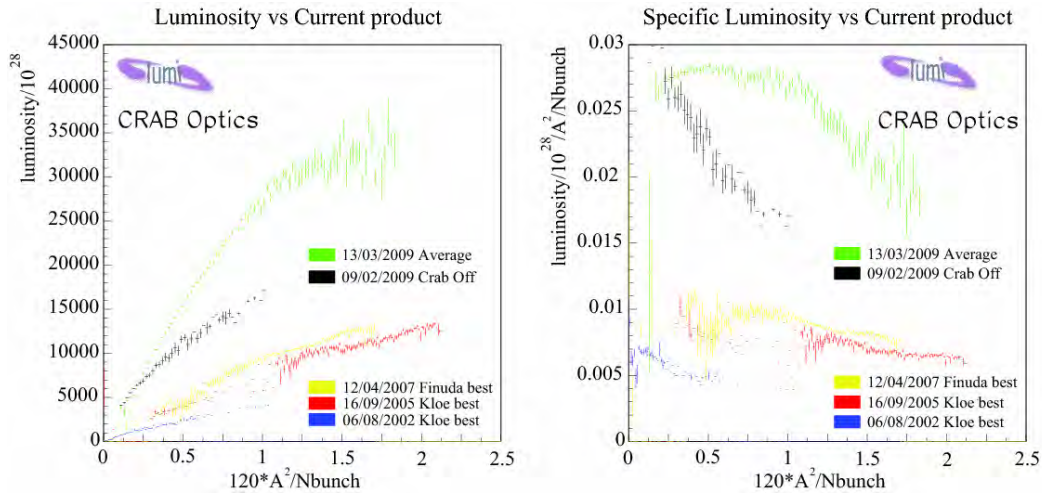 Luminosity vs Current product
luminosity/10^28
45000
40000
35000
30000
25000
20000
15000
10000
5000
0
lumi
CRAB Optics
13/03/2009 Average
09/02/2009 Crab Off
12/04/2007 Finuda best
16/09/2005 Kloe best
06/08/2002 Kloe best
0 0.5 1 1.5 2 2.5
120*A^2/Nbunch
Specific Luminosity vs Current product
luminosity/10^28/A^2/Nbunch
0.03
0.025
0.02
0.015
0.01
0.005
0
lumi
CRAB Optics
13/03/2009 Average
09/02/2009 Crab Off
12/04/2007 Finuda best
16/09/2005 Kloe best
06/08/2002 Kloe best
0 0.5 1 1.5 2 2.5
120*A^2/Nbunch